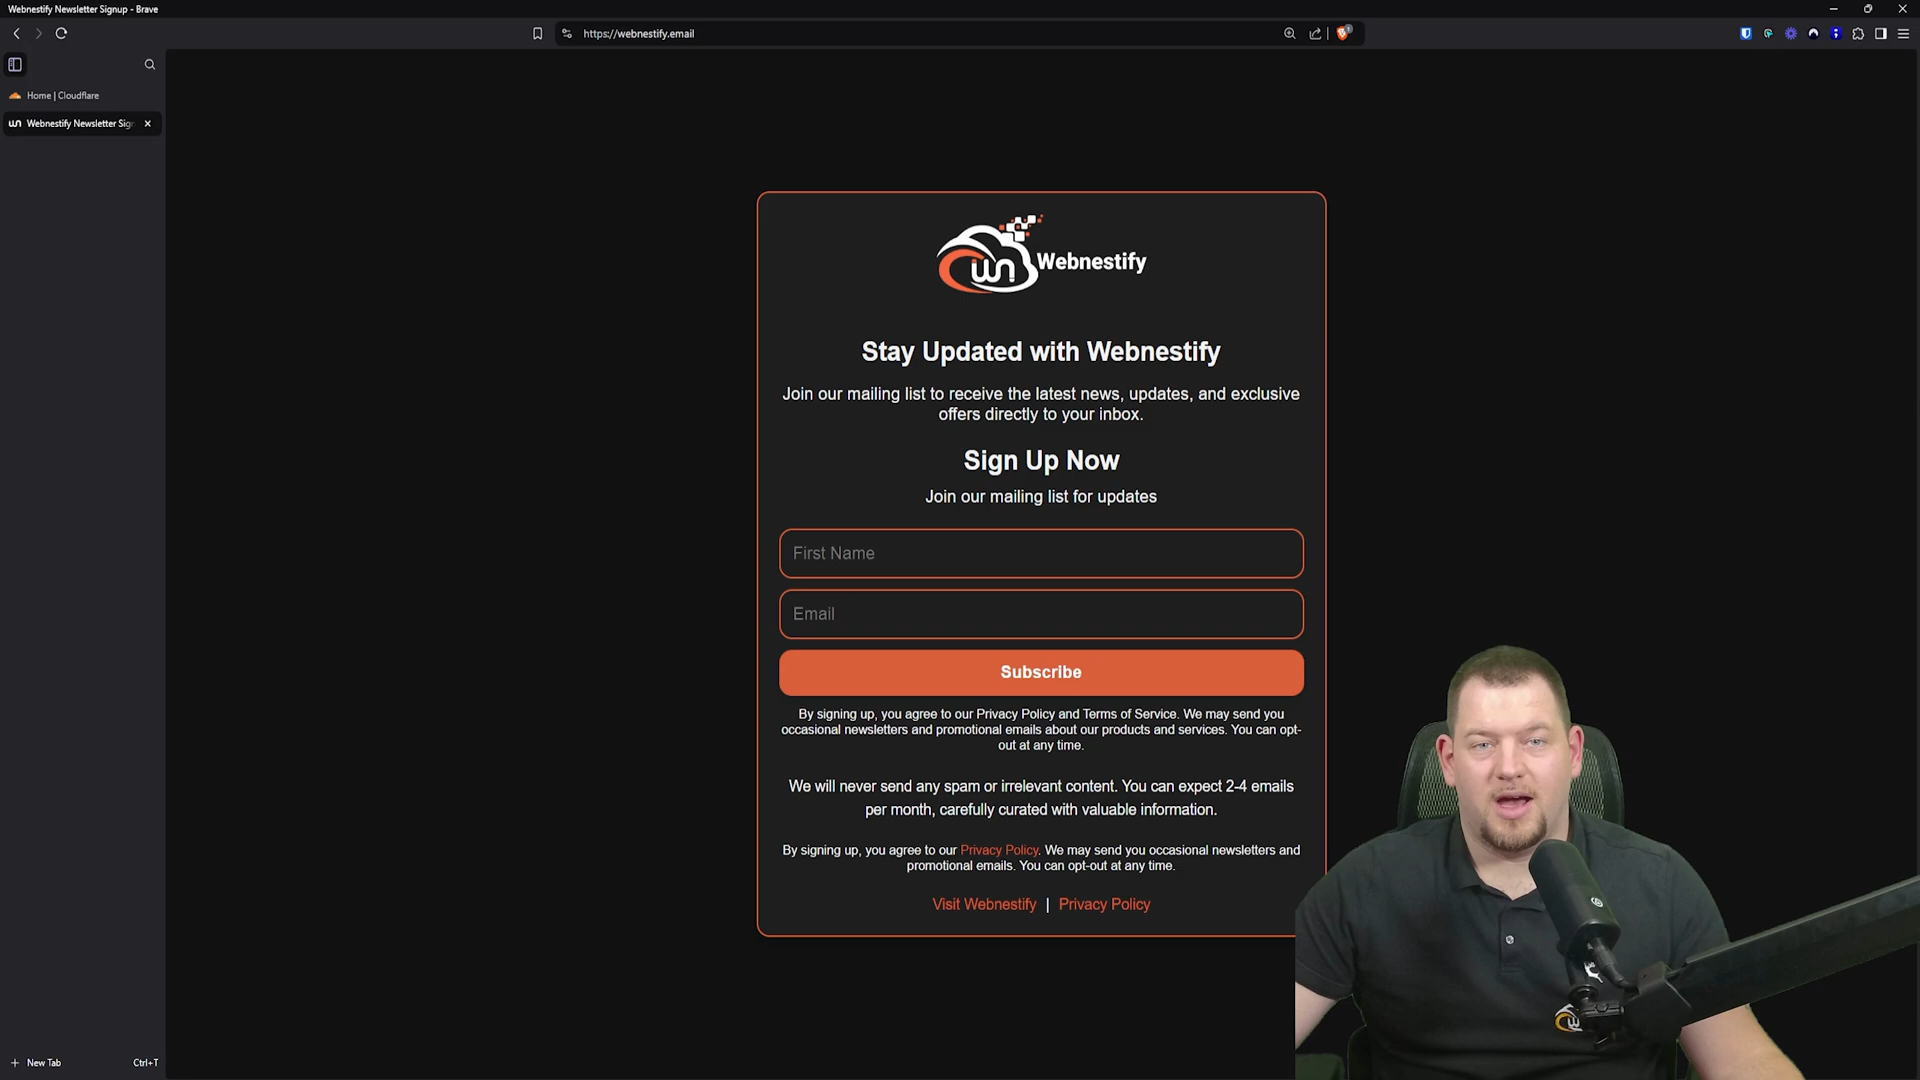 Webnestify Newsletter Signup - Brave
https://webnestify.email
Home | Cloudflare
Webnestify Newsletter Sig
wn Webnestify
Stay Updated with Webnestify
Join our mailing list to receive the latest news, updates, and exclusive
offers directly to your inbox.
Sign Up Now
Join our mailing list for updates
First Name
Email
Subscribe
By signing up, you agree to our Privacy Policy and Terms of Service. We may send you
occasional newsletters and promotional emails about our products and services. You can opt-
out at any time.
We will never send any spam or irrelevant content. You can expect 2-4 emails
per month, carefully curated with valuable information.
By signing up, you agree to our Privacy Policy. We may send you occasional newsletters and
promotional emails. You can opt-out at any time.
Visit Webnestify | Privacy Policy
New Tab Ctrl+T